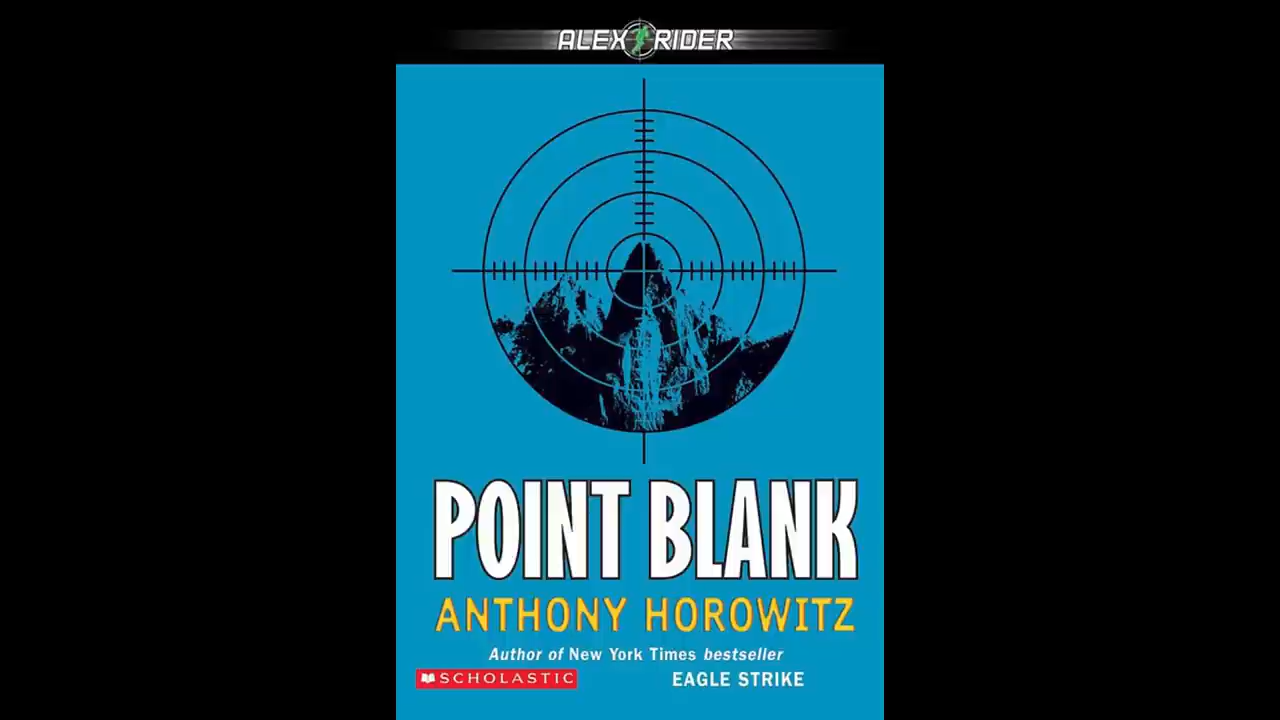 ALEX RIDER
POINT BLANK
ANTHONY HOROWITZ
Author of New York Times bestseller
SCHOLASTIC EAGLE STRIKE